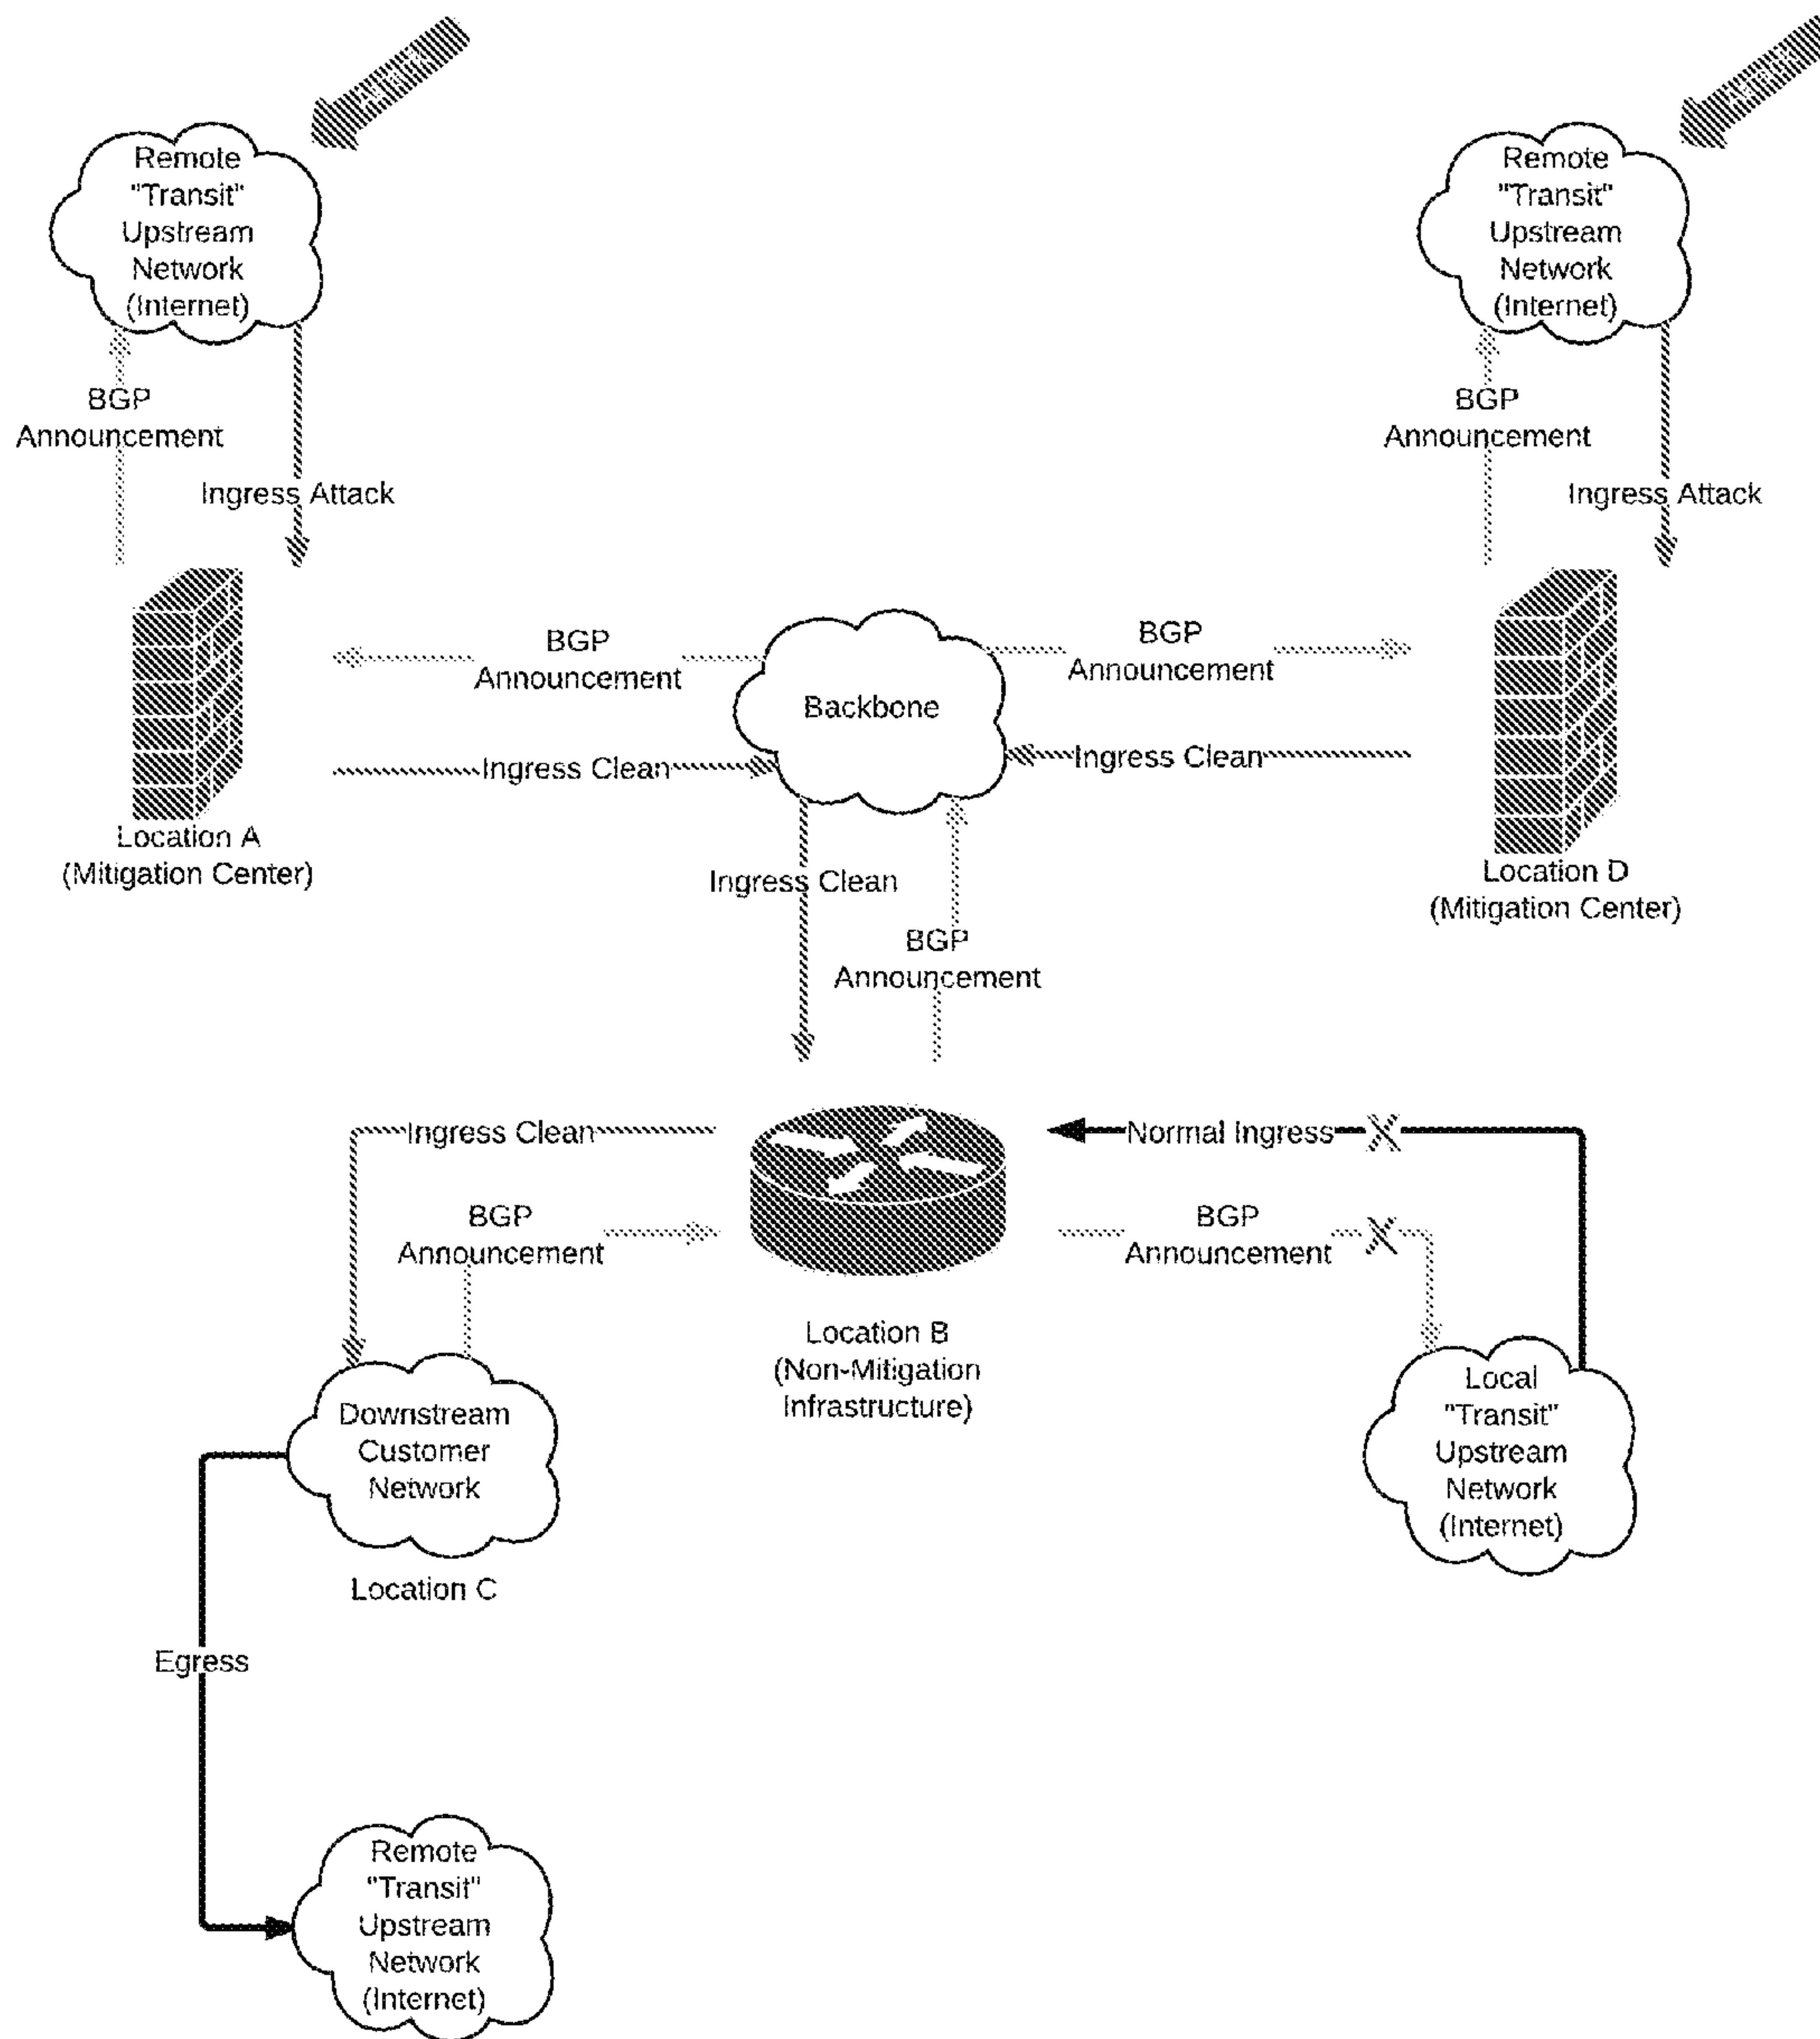 Remote
"Transit"
Upstream
Network
(Internet)
Remote
"Transit"
Upstream
Network
(Internet)
BGP
Announcement
Ingress Attack
BGP
Announcement
Ingress Attack
BGP
Announcement
Backbone
BGP
Announcement
Ingress Clean
Ingress Clean
Location A
(Mitigation Center)
Location D
(Mitigation Center)
Ingress Clean
BGP
Announcement
Ingress Clean
Normal Ingress
BGP
Announcement
BGP
Announcement
Location B
(Non-Mitigation
Infrastructure)
Downstream
Customer
Network
Location C
Local
"Transit"
Upstream
Network
(Internet)
Egress
Remote
"Transit"
Upstream
Network
(Internet)